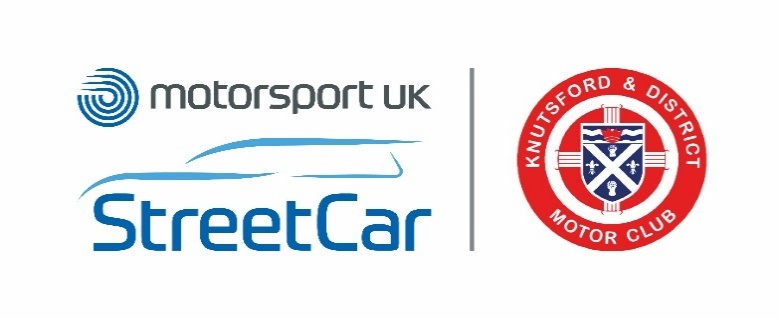 motorsport UK
StreetCar
KNUTSFORD & DISTRICT
MOTOR CLUB